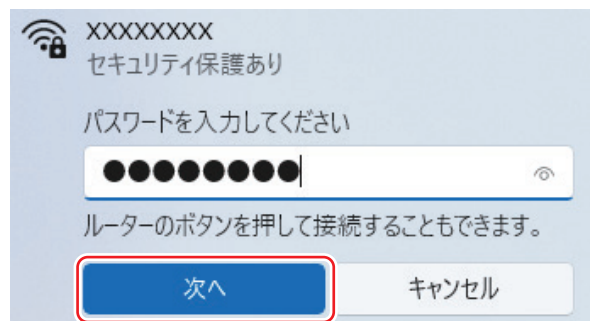 XXXXXXXX
セキュリティ保護あり
パスワードを入力してください
●●●●●●●●
ルーターのボタンを押して接続することもできます。
次へ
キャンセル